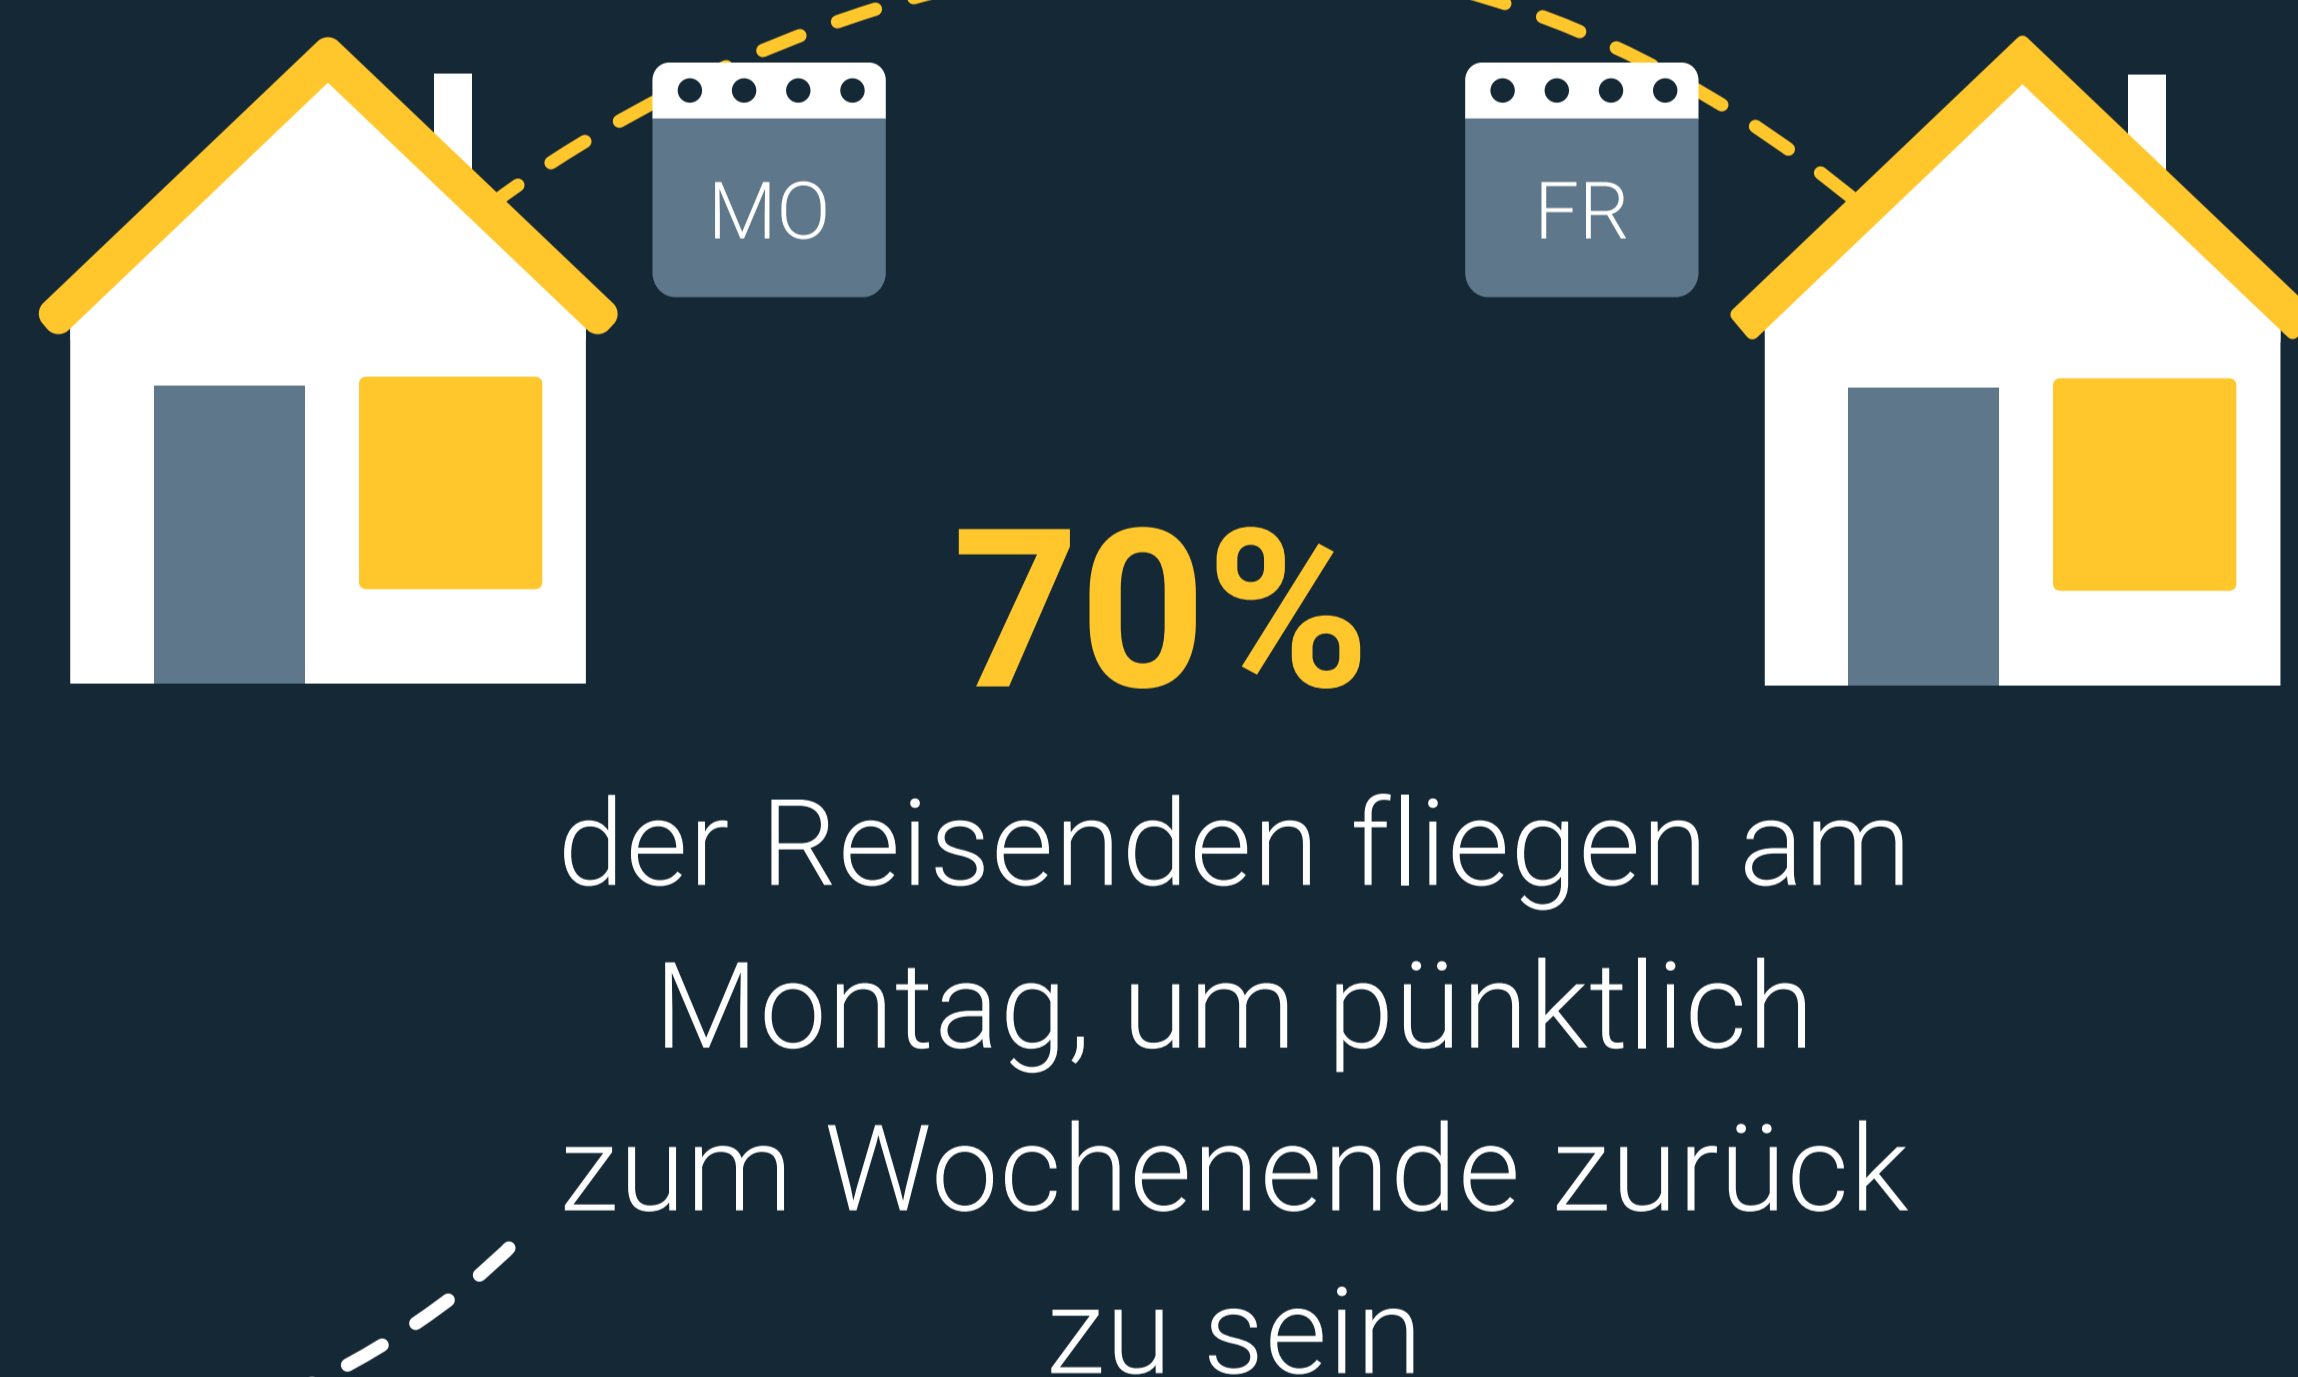 MO
FR
70%
der Reisenden fliegen am
Montag, um pünktlich
zum Wochenende zurück
zu sein